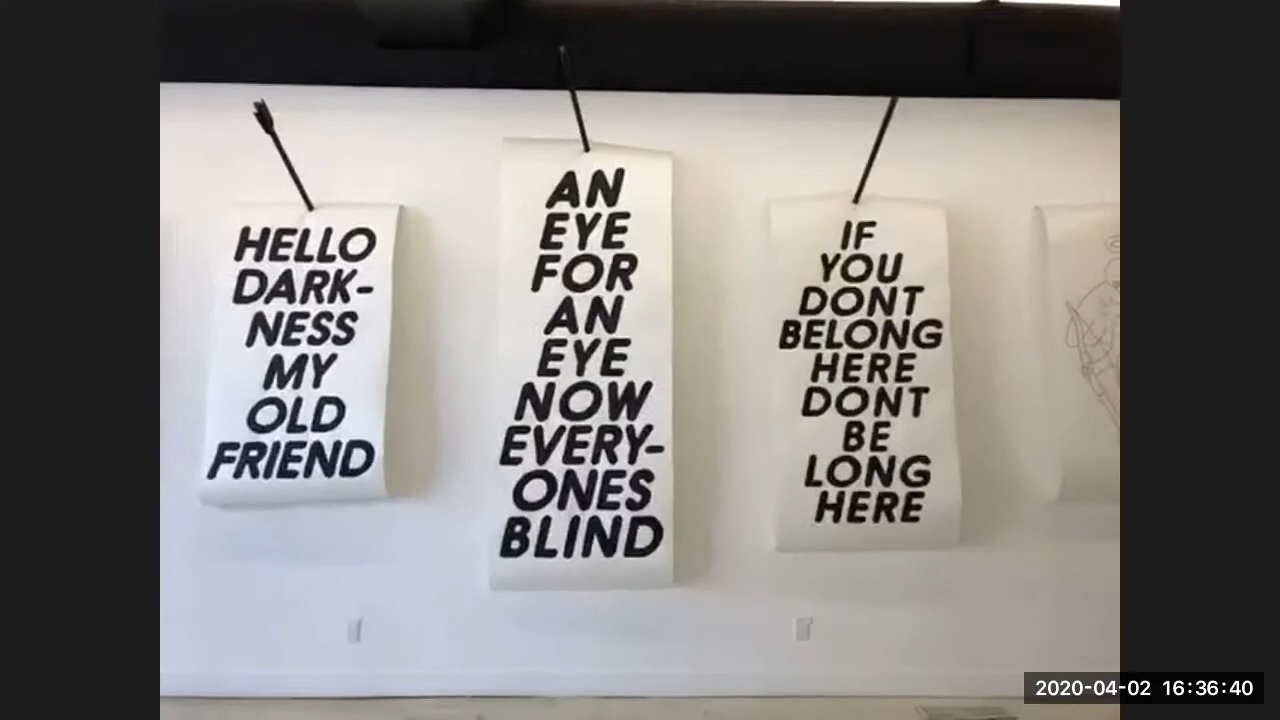 HELLO
DARK-
NESS
MY
OLD
FRIEND
AN
EYE
FOR
AN
EYE
NOW
EVERY-
ONES
BLIND
IF
YOU
DONT
BELONG
HERE
DONT
BE
LONG
HERE
2020-04-02 16:36:40